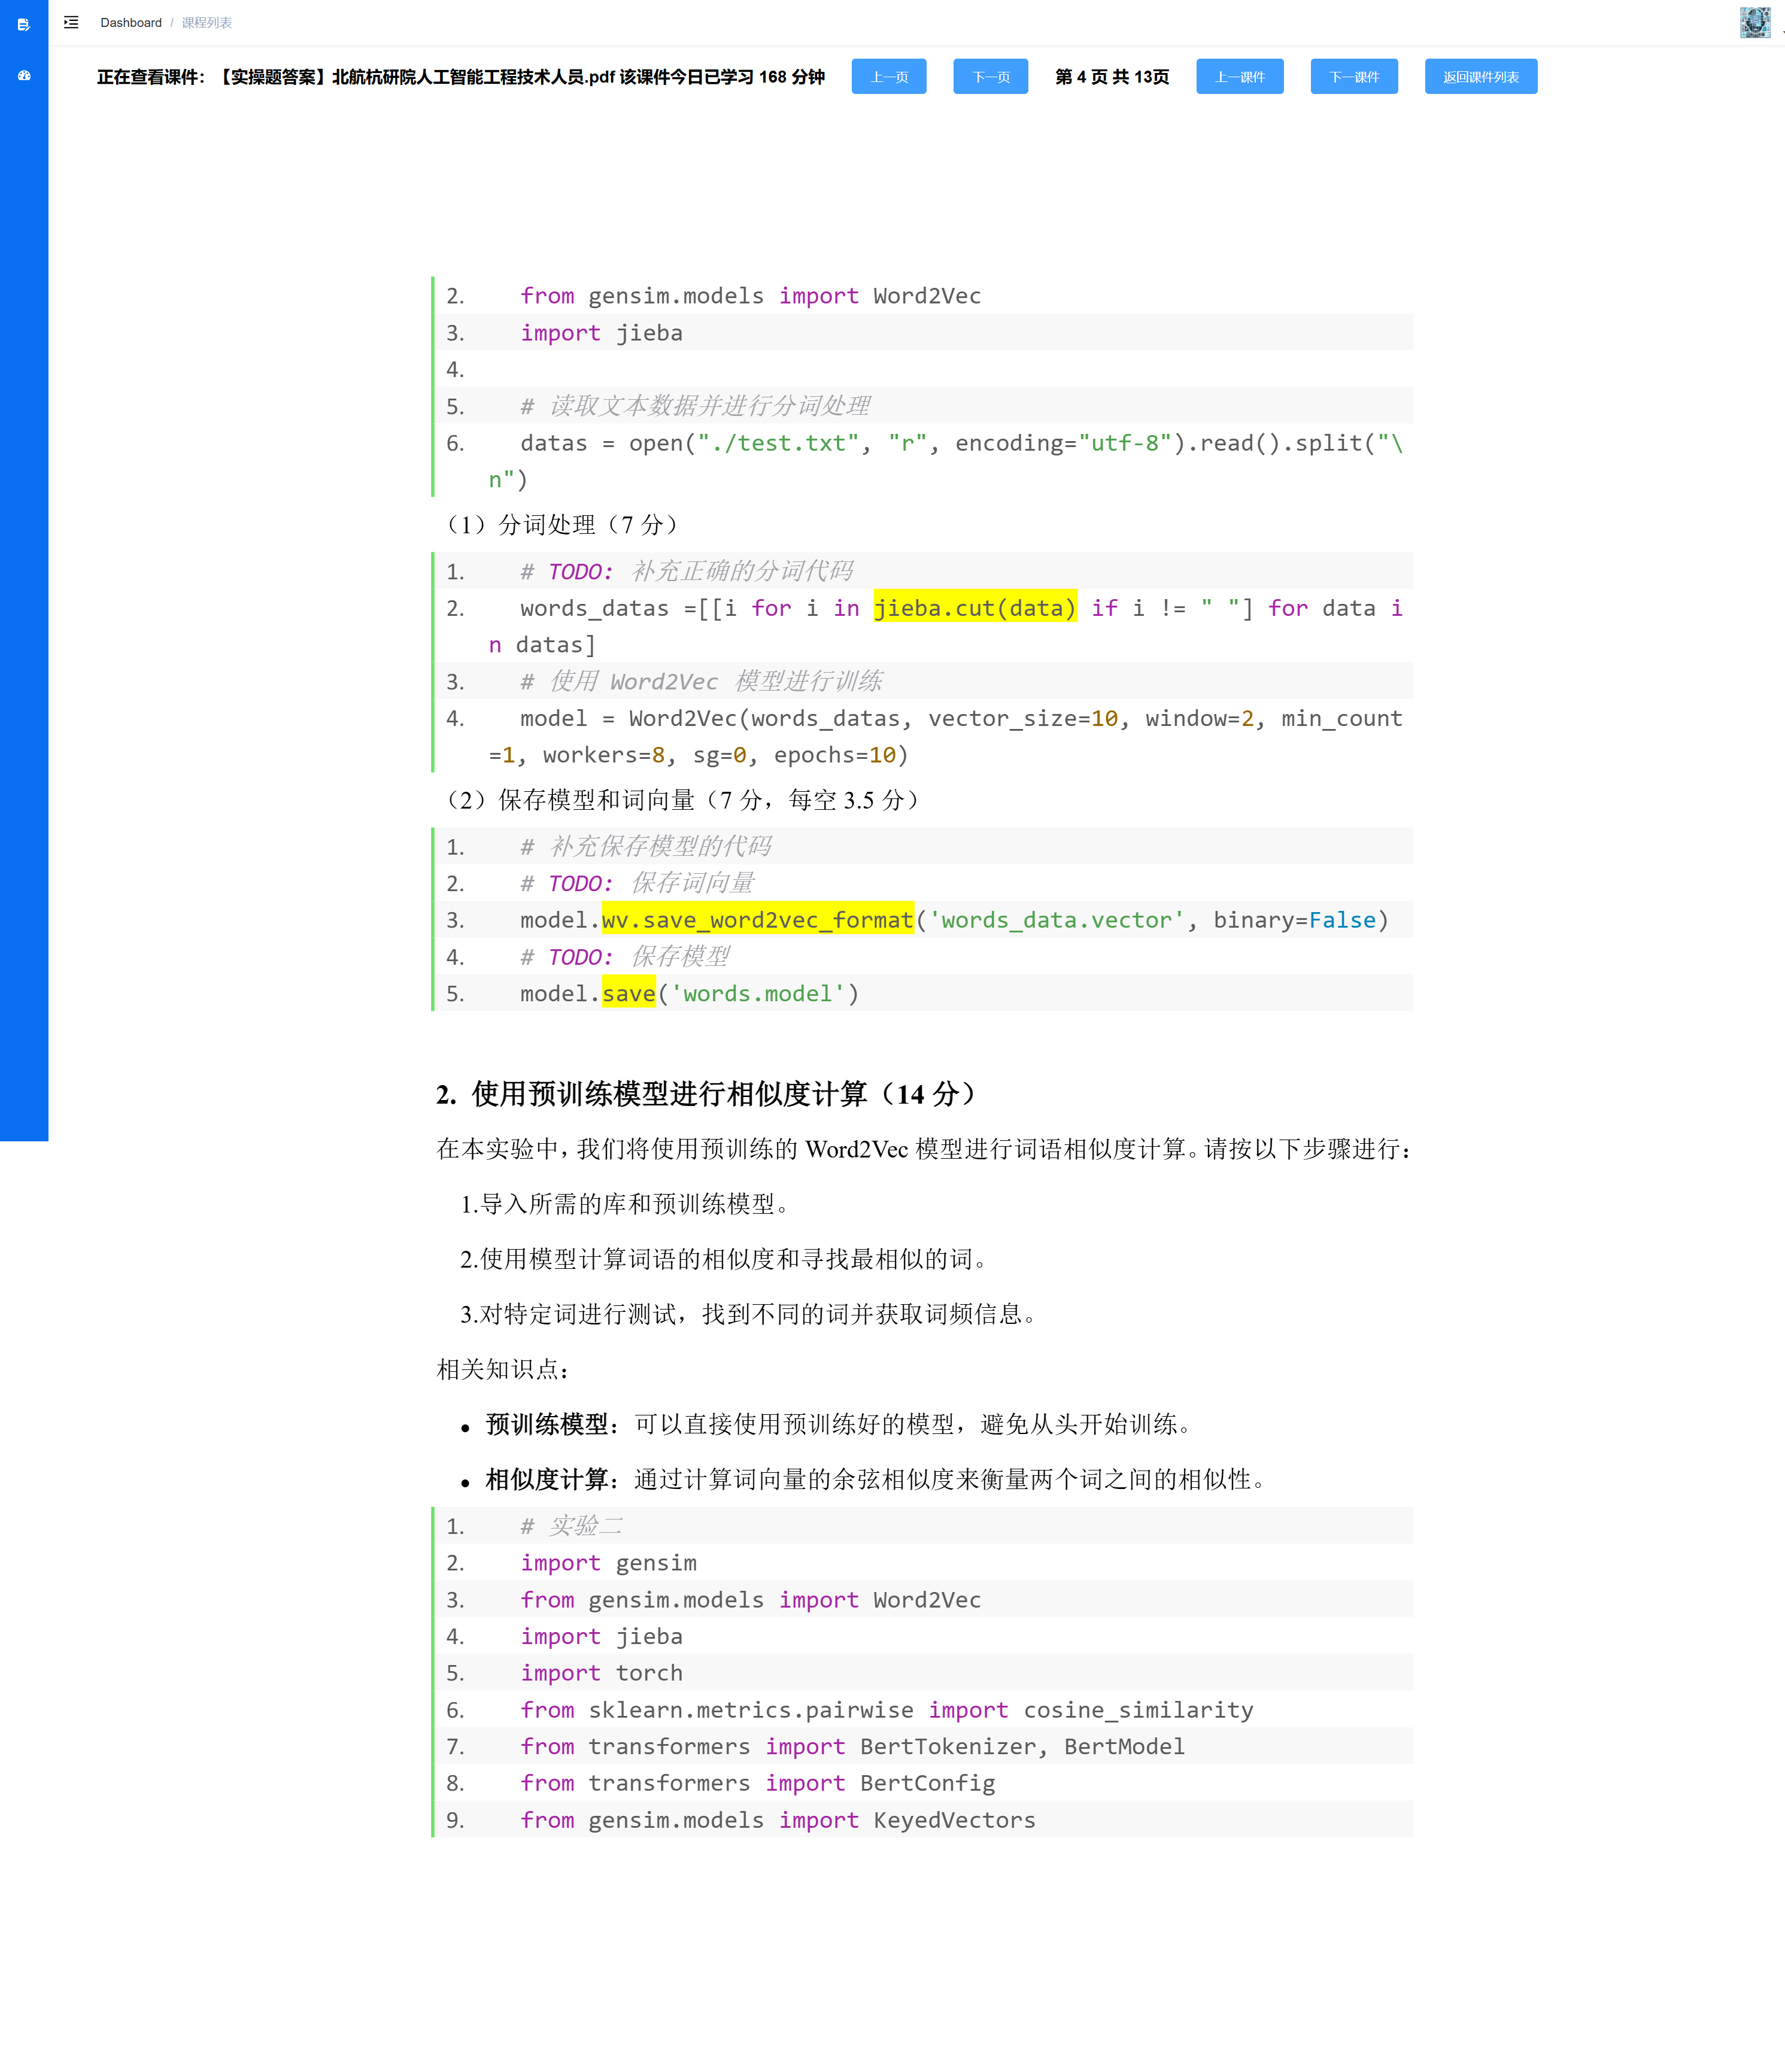 Dashboard / 课程列表
正在查看课件：【实操题答案】北航杭研院人工智能工程技术人员.pdf 该课件今日已学习 168 分钟 上一页 下一页 第 4 页 共 13页 上一课件 下一课件 返回课件列表
2. from gensim.models import Word2Vec
3. import jieba
4.
5. # 读取文本数据并进行分词处理
6. datas = open("./test.txt", "r", encoding="utf-8").read().split("\
n")
（1）分词处理（7 分）
1. # TODO: 补充正确的分词代码
2. words_datas =[[i for i in jieba.cut(data) if i != " "] for data i
n datas]
3. # 使用 Word2Vec 模型进行训练
4. model = Word2Vec(words_datas, vector_size=10, window=2, min_count
=1, workers=8, sg=0, epochs=10)
（2）保存模型和词向量（7 分，每空 3.5 分）
1. # 补充保存模型的代码
2. # TODO: 保存词向量
3. model.wv.save_word2vec_format('words_data.vector', binary=False)
4. # TODO: 保存模型
5. model.save('words.model')
2. 使用预训练模型进行相似度计算（14 分）
在本实验中，我们将使用预训练的 Word2Vec 模型进行词语相似度计算。请按以下步骤进行：
1.导入所需的库和预训练模型。
2.使用模型计算词语的相似度和寻找最相似的词。
3.对特定词进行测试，找到不同的词并获取词频信息。
相关知识点：
● 预训练模型：可以直接使用预训练好的模型，避免从头开始训练。
● 相似度计算：通过计算词向量的余弦相似度来衡量两个词之间的相似性。
1. # 实验二
2. import gensim
3. from gensim.models import Word2Vec
4. import jieba
5. import torch
6. from sklearn.metrics.pairwise import cosine_similarity
7. from transformers import BertTokenizer, BertModel
8. from transformers import BertConfig
9. from gensim.models import KeyedVectors